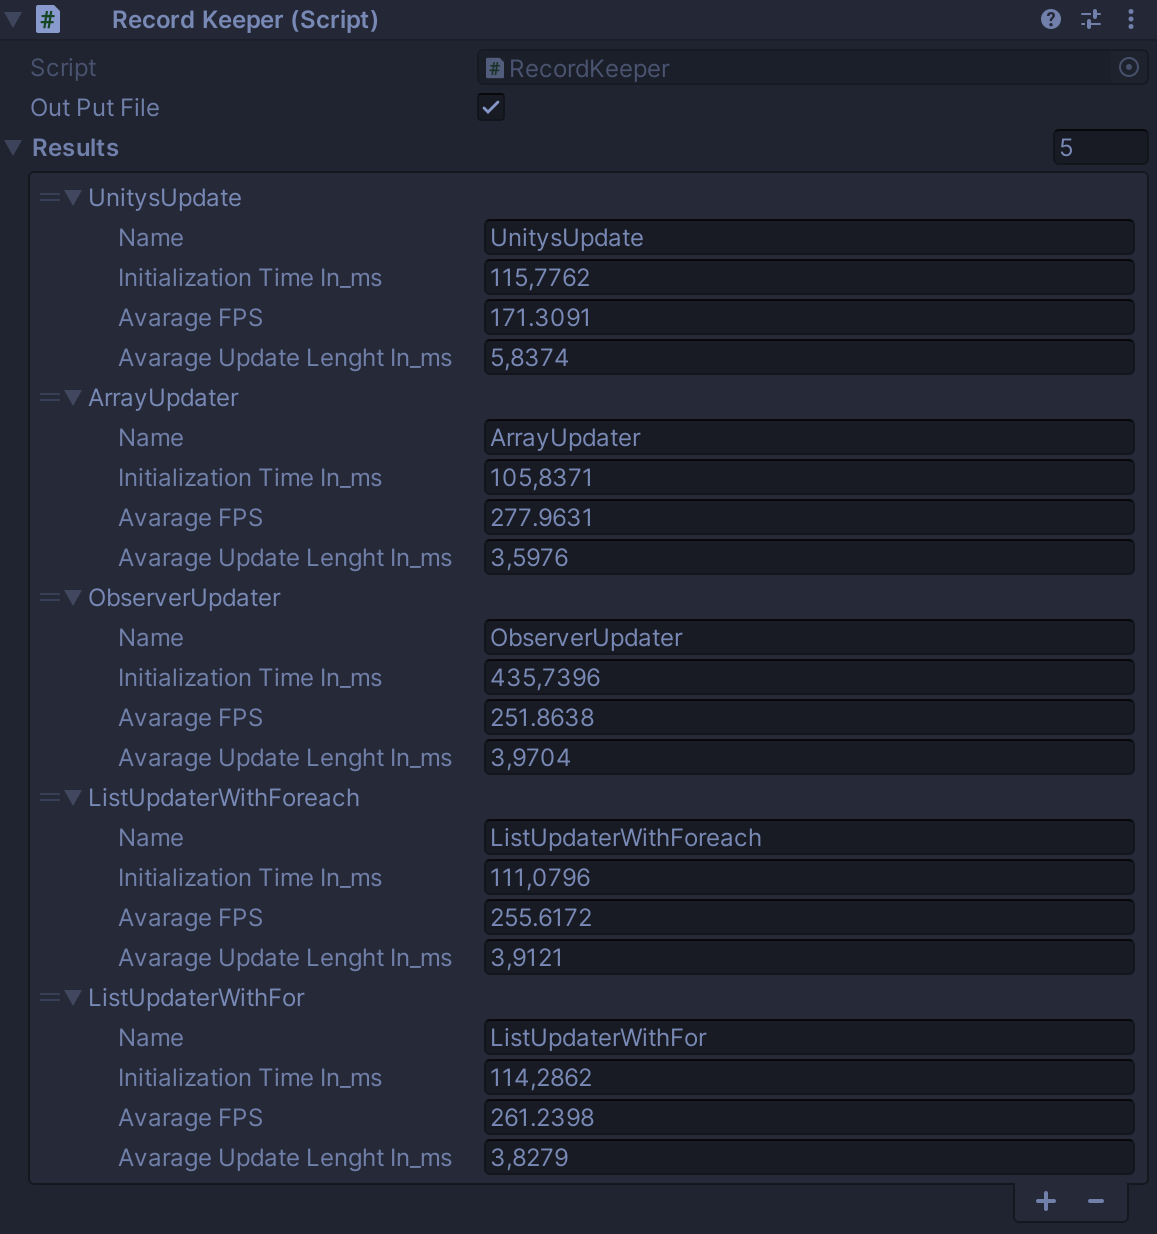 Record Keeper (Script)
Script RecordKeeper
Out Put File
Results 5
UnitysUpdate
Name UnitysUpdate
Initialization Time In_ms 115,7762
Avarage FPS 171.3091
Avarage Update Lenght In_ms 5,8374
ArrayUpdater
Name ArrayUpdater
Initialization Time In_ms 105,8371
Avarage FPS 277.9631
Avarage Update Lenght In_ms 3,5976
ObserverUpdater
Name ObserverUpdater
Initialization Time In_ms 435,7396
Avarage FPS 251.8638
Avarage Update Lenght In_ms 3,9704
ListUpdaterWithForeach
Name ListUpdaterWithForeach
Initialization Time In_ms 111,0796
Avarage FPS 255.6172
Avarage Update Lenght In_ms 3,9121
ListUpdaterWithFor
Name ListUpdaterWithFor
Initialization Time In_ms 114,2862
Avarage FPS 261.2398
Avarage Update Lenght In_ms 3,8279